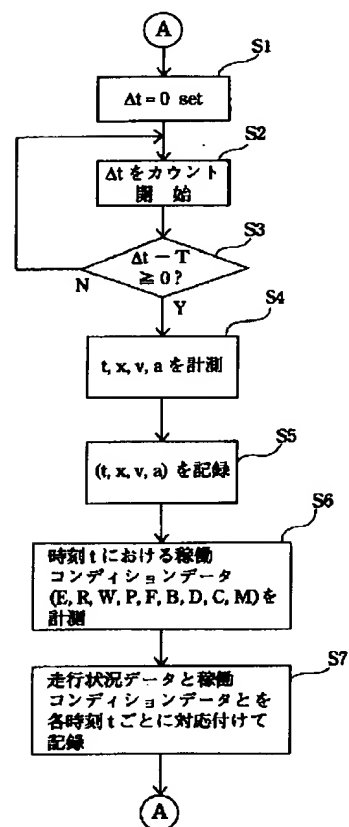 A
S1
Δt = 0 set
S2
Δtをカウント
開 始
S3
Δt − T
≧ 0?
N
Y
S4
t, x, v, a を計測
S5
(t, x, v, a) を記録
S6
時刻 t における稼働
コンディションデータ
(E, R, W, P, F, B, D, C, M)を
計測
S7
走行状況データと稼働
コンディションデータとを
各時刻 t ごとに対応付けて
記録
A